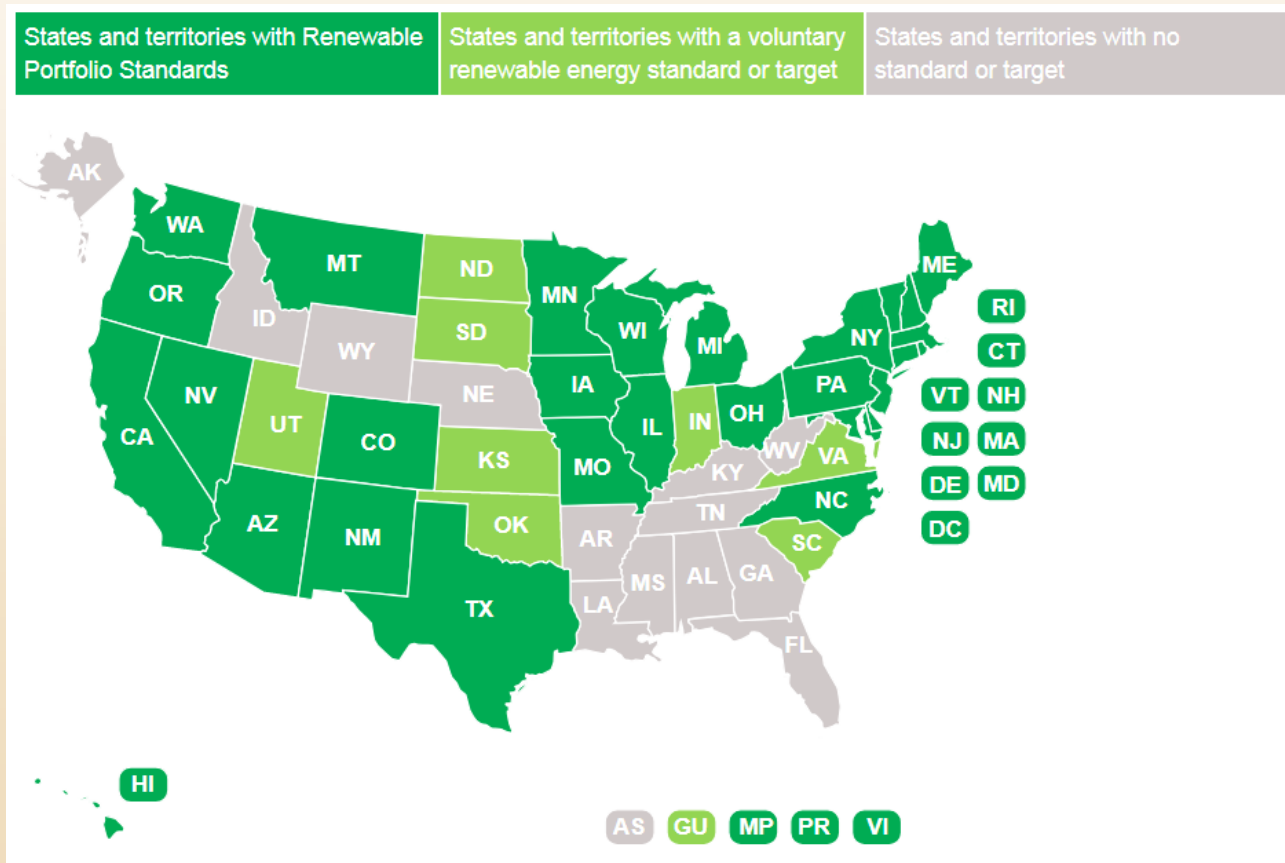 States and territories with Renewable
Portfolio Standards
States and territories with a voluntary
renewable energy standard or target
States and territories with no
standard or target
AK
WA
MT
ND
MN
ME
OR
ID
SD
WI
MI
NY
RI
WY
CT
NV
NE
IA
PA
VT
NH
CA
UT
CO
KS
MO
IL
IN
OH
WV
VA
NJ
MA
KY
DE
MD
AZ
NM
OK
AR
TN
NC
DC
SC
TX
LA
MS
AL
GA
FL
HI
AS
GU
MP
PR
VI